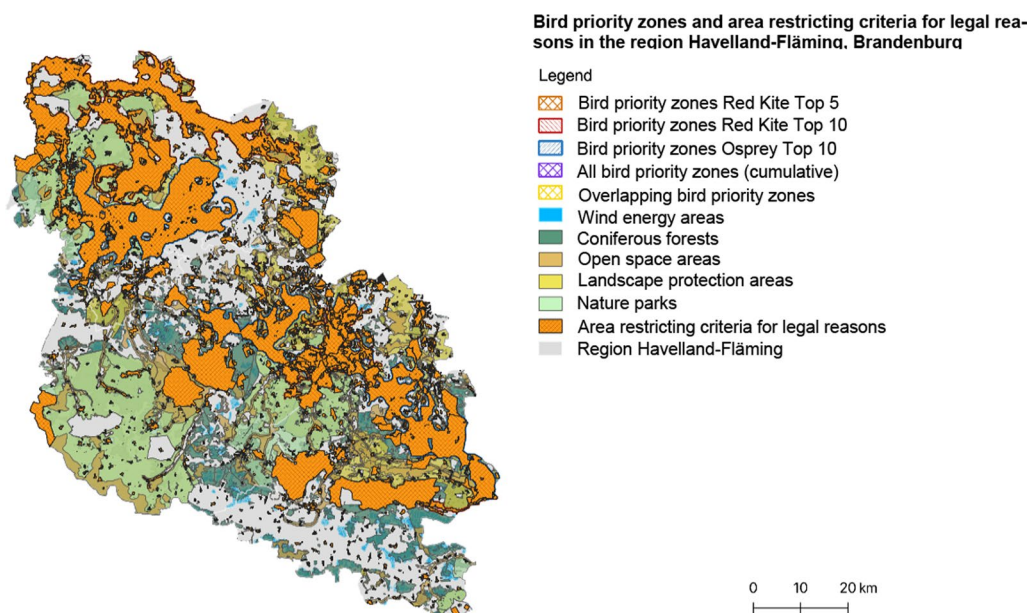 Bird priority zones and area restricting criteria for legal rea-
sons in the region Havelland-Fläming, Brandenburg
Legend
Bird priority zones Red Kite Top 5
Bird priority zones Red Kite Top 10
Bird priority zones Osprey Top 10
All bird priority zones (cumulative)
Overlapping bird priority zones
Wind energy areas
Coniferous forests
Open space areas
Landscape protection areas
Nature parks
Area restricting criteria for legal reasons
Region Havelland-Fläming
0 10 20 km